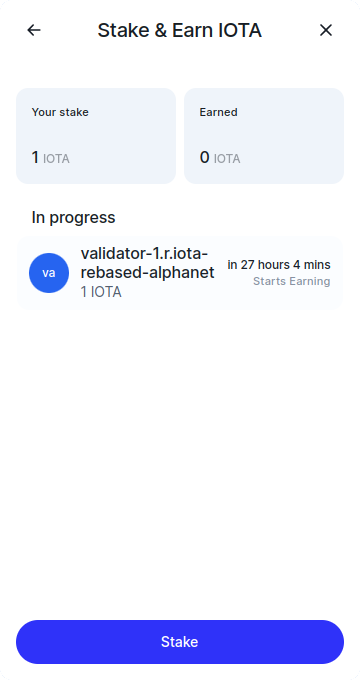 Stake & Earn IOTA
Your stake
1 IOTA
Earned
0 IOTA
In progress
va
validator-1.r.iota-
rebased-alphanet
1 IOTA
in 27 hours 4 mins
Starts Earning
Stake